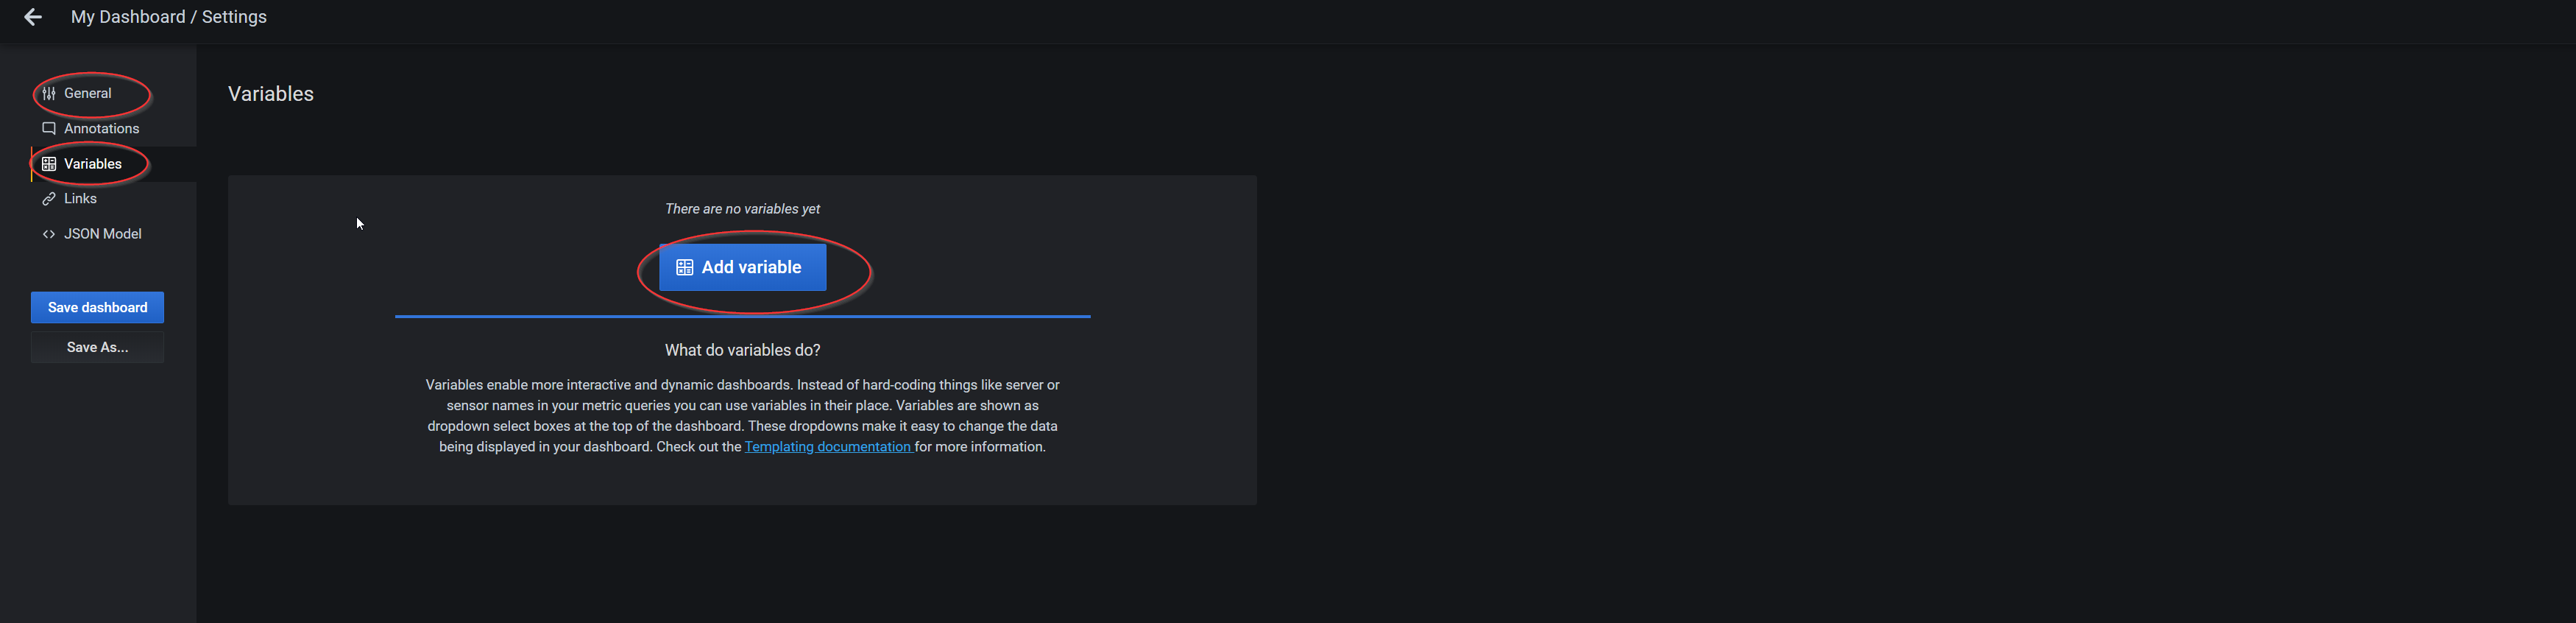 My Dashboard / Settings
General
Annotations
Variables
Links
JSON Model
Save dashboard
Save As...
Variables
There are no variables yet
Add variable
What do variables do?
Variables enable more interactive and dynamic dashboards. Instead of hard-coding things like server or
sensor names in your metric queries you can use variables in their place. Variables are shown as
dropdown select boxes at the top of the dashboard. These dropdowns make it easy to change the data
being displayed in your dashboard. Check out the Templating documentation for more information.